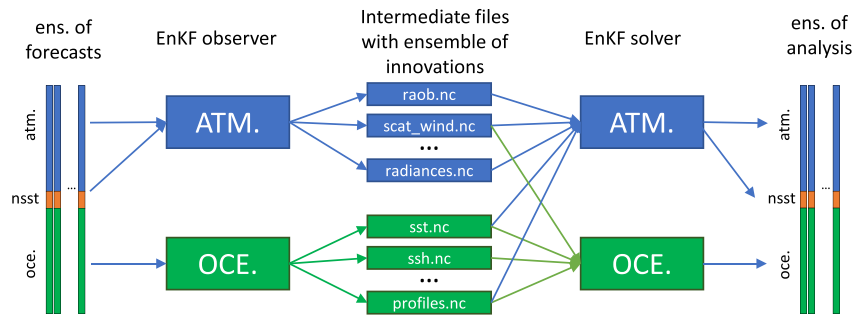 ens. of
forecasts
EnKF observer
Intermediate files
with ensemble of
innovations
EnKF solver
ens. of
analysis
atm.
...
nsst
oce.
ATM.
OCE.
raob.nc
scat_wind.nc
...
radiances.nc
sst.nc
ssh.nc
...
profiles.nc
ATM.
OCE.
atm.
...
nsst
oce.